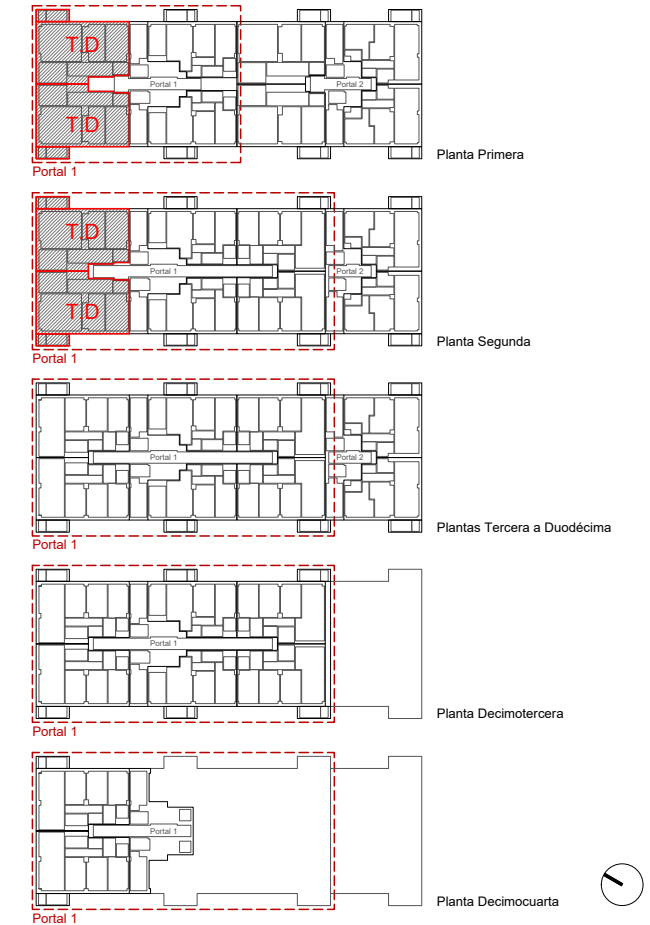 T.D
Portal 1
Portal 2
T.D
Planta Primera
Portal 1
T.D
Portal 1
Portal 2
T.D
Planta Segunda
Portal 1
Portal 1
Portal 2
Plantas Tercera a Duodécima
Portal 1
Portal 1
Planta Decimotercera
Portal 1
Portal 1
Planta Decimocuarta
Portal 1